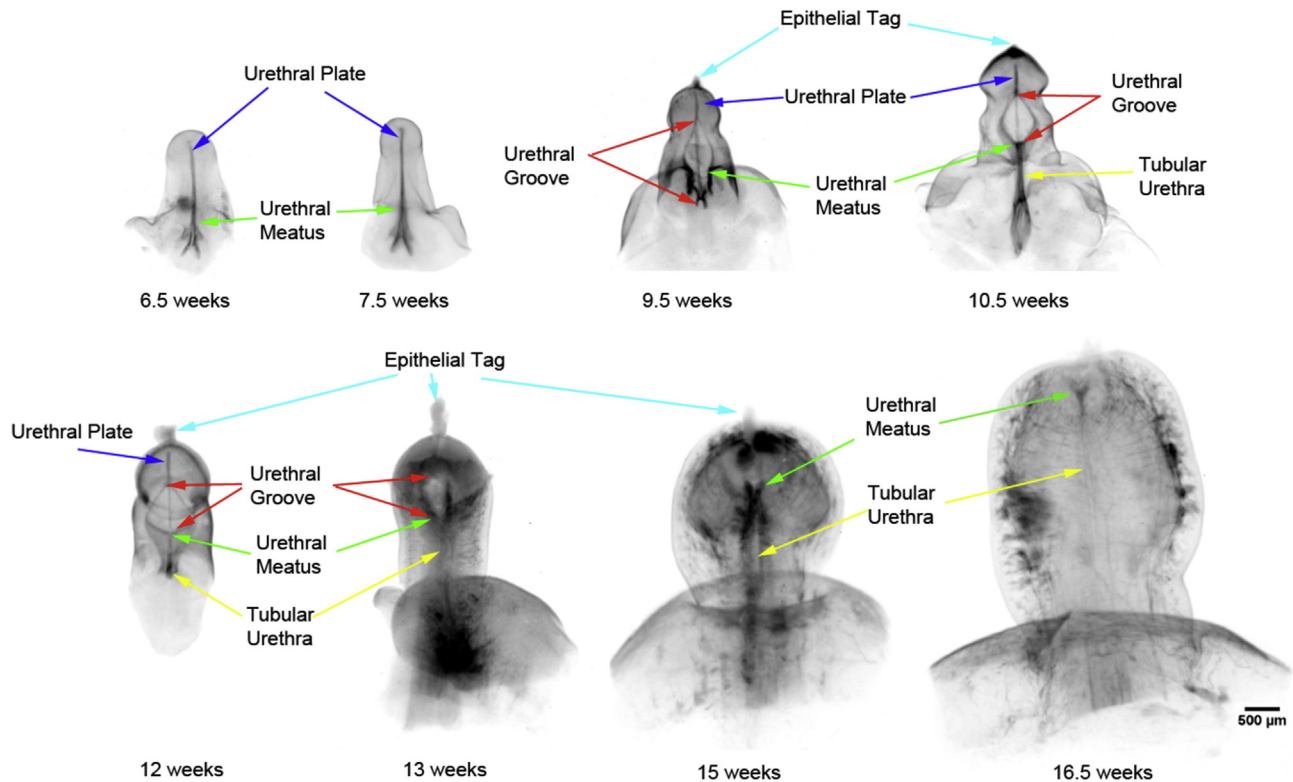 Epithelial Tag
Urethral Plate
Urethral Plate
Urethral
Groove
Urethral
Groove
Urethral
Meatus
Urethral
Meatus
Tubular
Urethra
6.5 weeks
7.5 weeks
9.5 weeks
10.5 weeks
Epithelial Tag
Urethral Plate
Urethral
Groove
Urethral
Meatus
Tubular
Urethra
Urethral
Meatus
Tubular
Urethra
500 µm
12 weeks
13 weeks
15 weeks
16.5 weeks